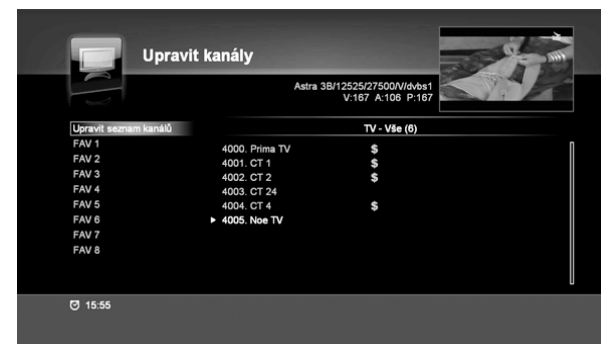 Upravit kanály
Astra 3B/12525/27500/V/dvbs1
V:167 A:106 P:167
Upravit seznam kanálů
TV - Vše (6)
FAV 1
FAV 2
FAV 3
FAV 4
FAV 5
FAV 6
FAV 7
FAV 8
4000. Prima TV $
4001. CT 1 $
4002. CT 2 $
4003. CT 24
4004. CT 4 $
4005. Noe TV
15:55